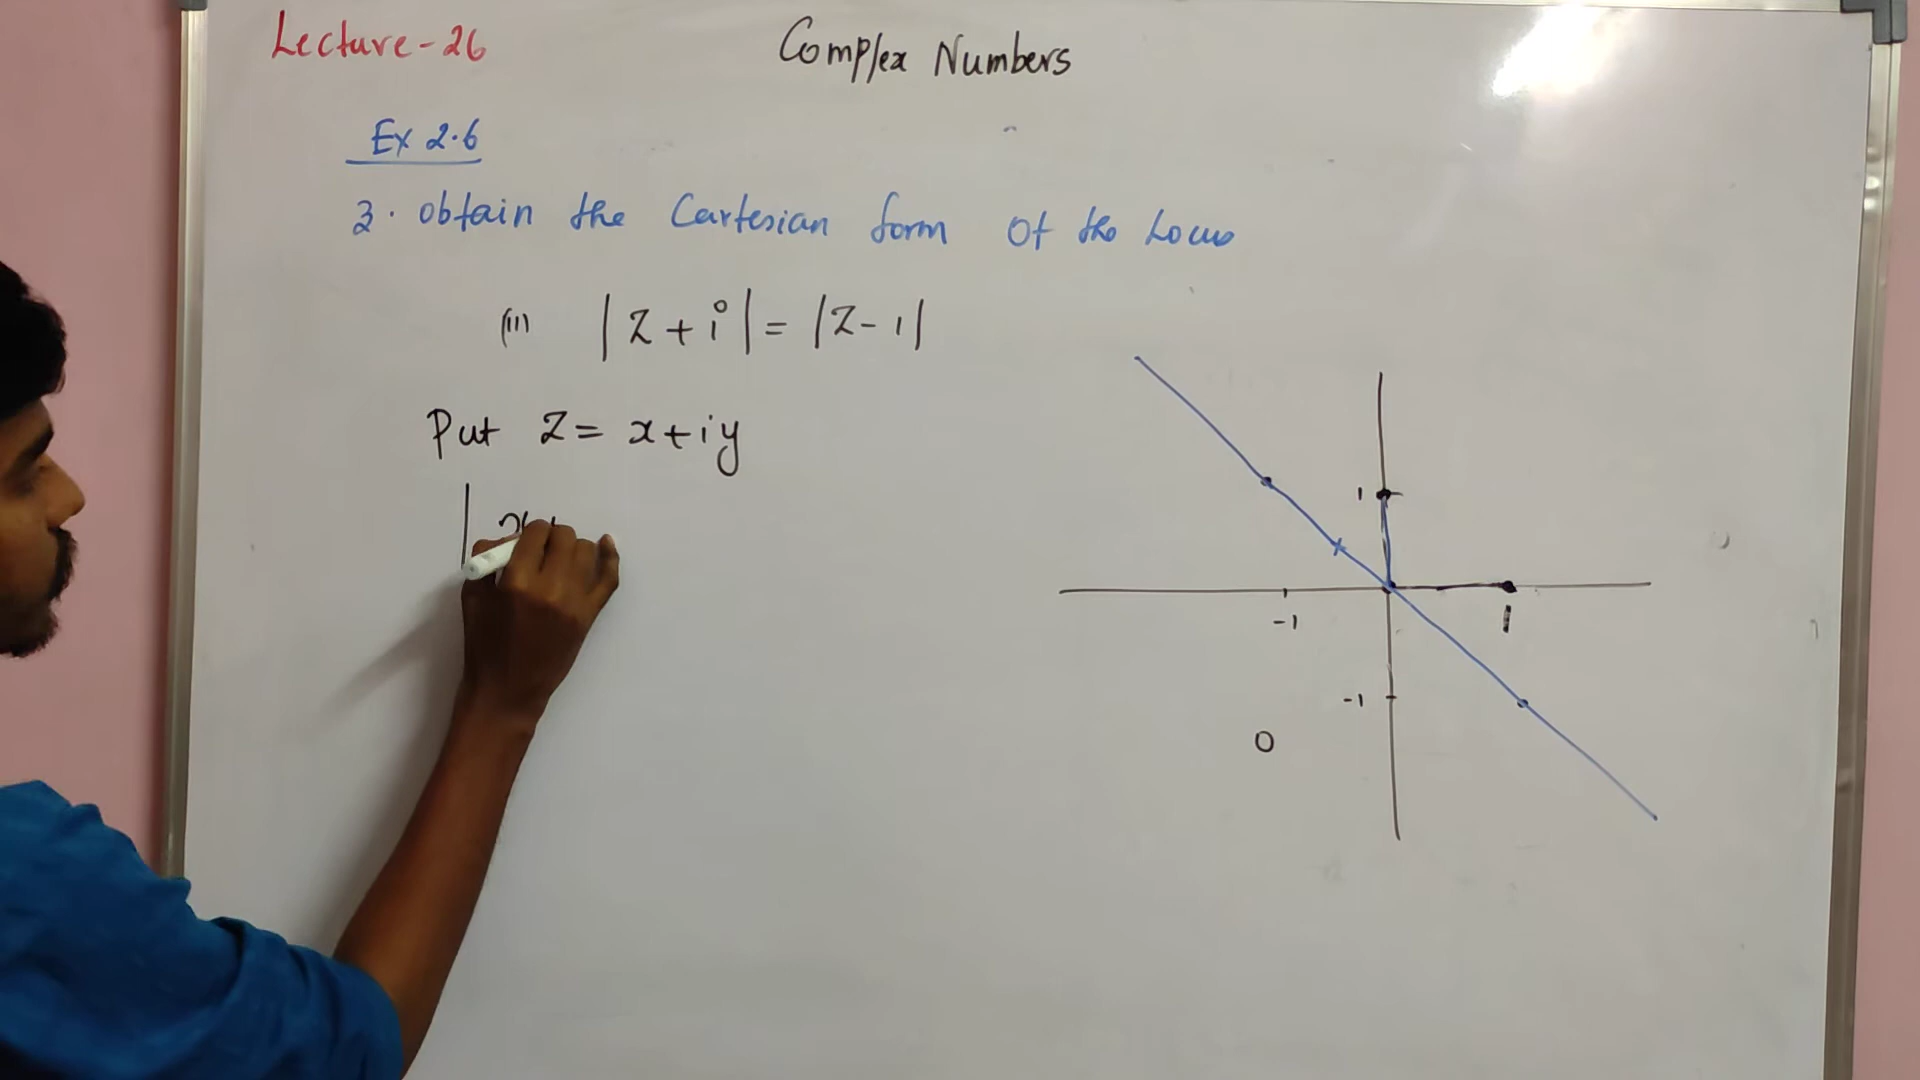 Lecture-26
Complex Numbers
Ex 2.6
3. obtain the Cartesian form of the Locus
(ii) |Z+i| = |Z-1|
Put Z = x+iy
|x+
1
-1
1
-1
0